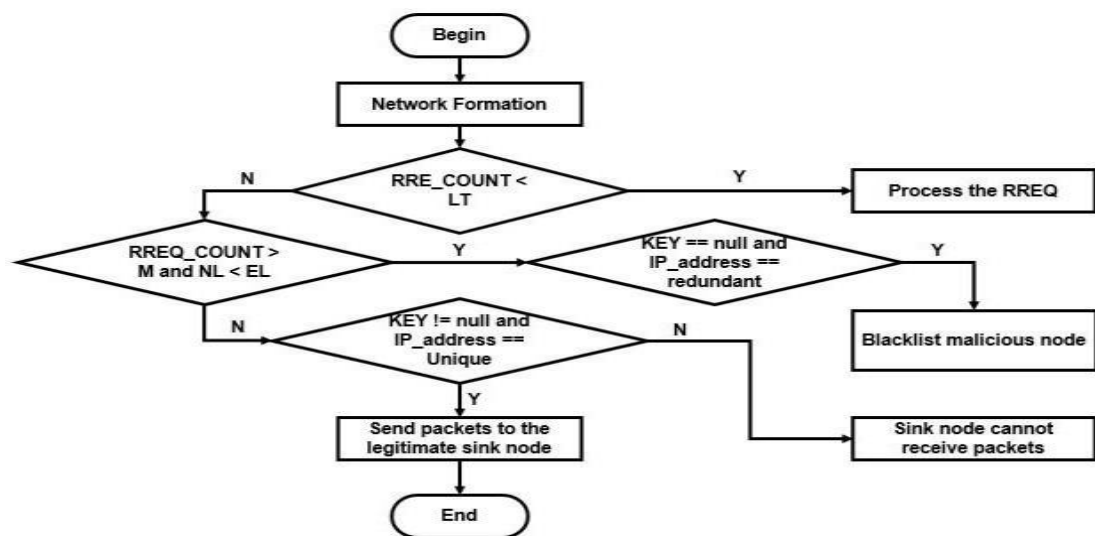 Begin
Network Formation
RRE_COUNT <
LT
N
Y
Process the RREQ
RREQ_COUNT >
M and NL < EL
Y
KEY == null and
IP_address ==
redundant
Y
Blacklist malicious node
N
KEY != null and
IP_address ==
Unique
N
Y
Send packets to the
legitimate sink node
Sink node cannot
receive packets
End